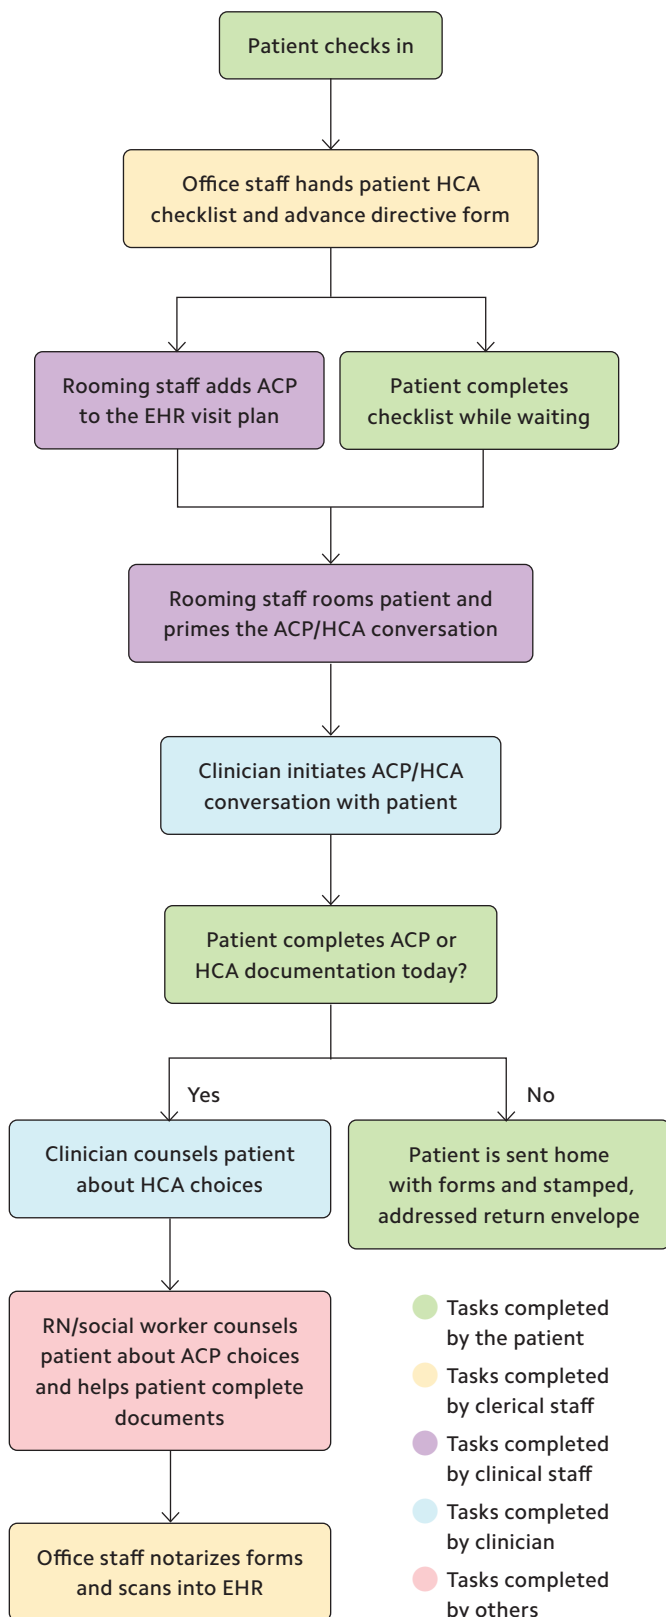 Patient checks in
Office staff hands patient HCA
checklist and advance directive form
Rooming staff adds ACP
to the EHR visit plan
Patient completes
checklist while waiting
Rooming staff rooms patient and
primes the ACP/HCA conversation
Clinician initiates ACP/HCA
conversation with patient
Patient completes ACP or
HCA documentation today?
Yes
No
Clinician counsels patient
about HCA choices
Patient is sent home
with forms and stamped,
addressed return envelope
RN/social worker counsels
patient about ACP choices
and helps patient complete
documents
Office staff notarizes forms
and scans into EHR
Tasks completed
by the patient
Tasks completed
by clerical staff
Tasks completed
by clinical staff
Tasks completed
by clinician
Tasks completed
by others